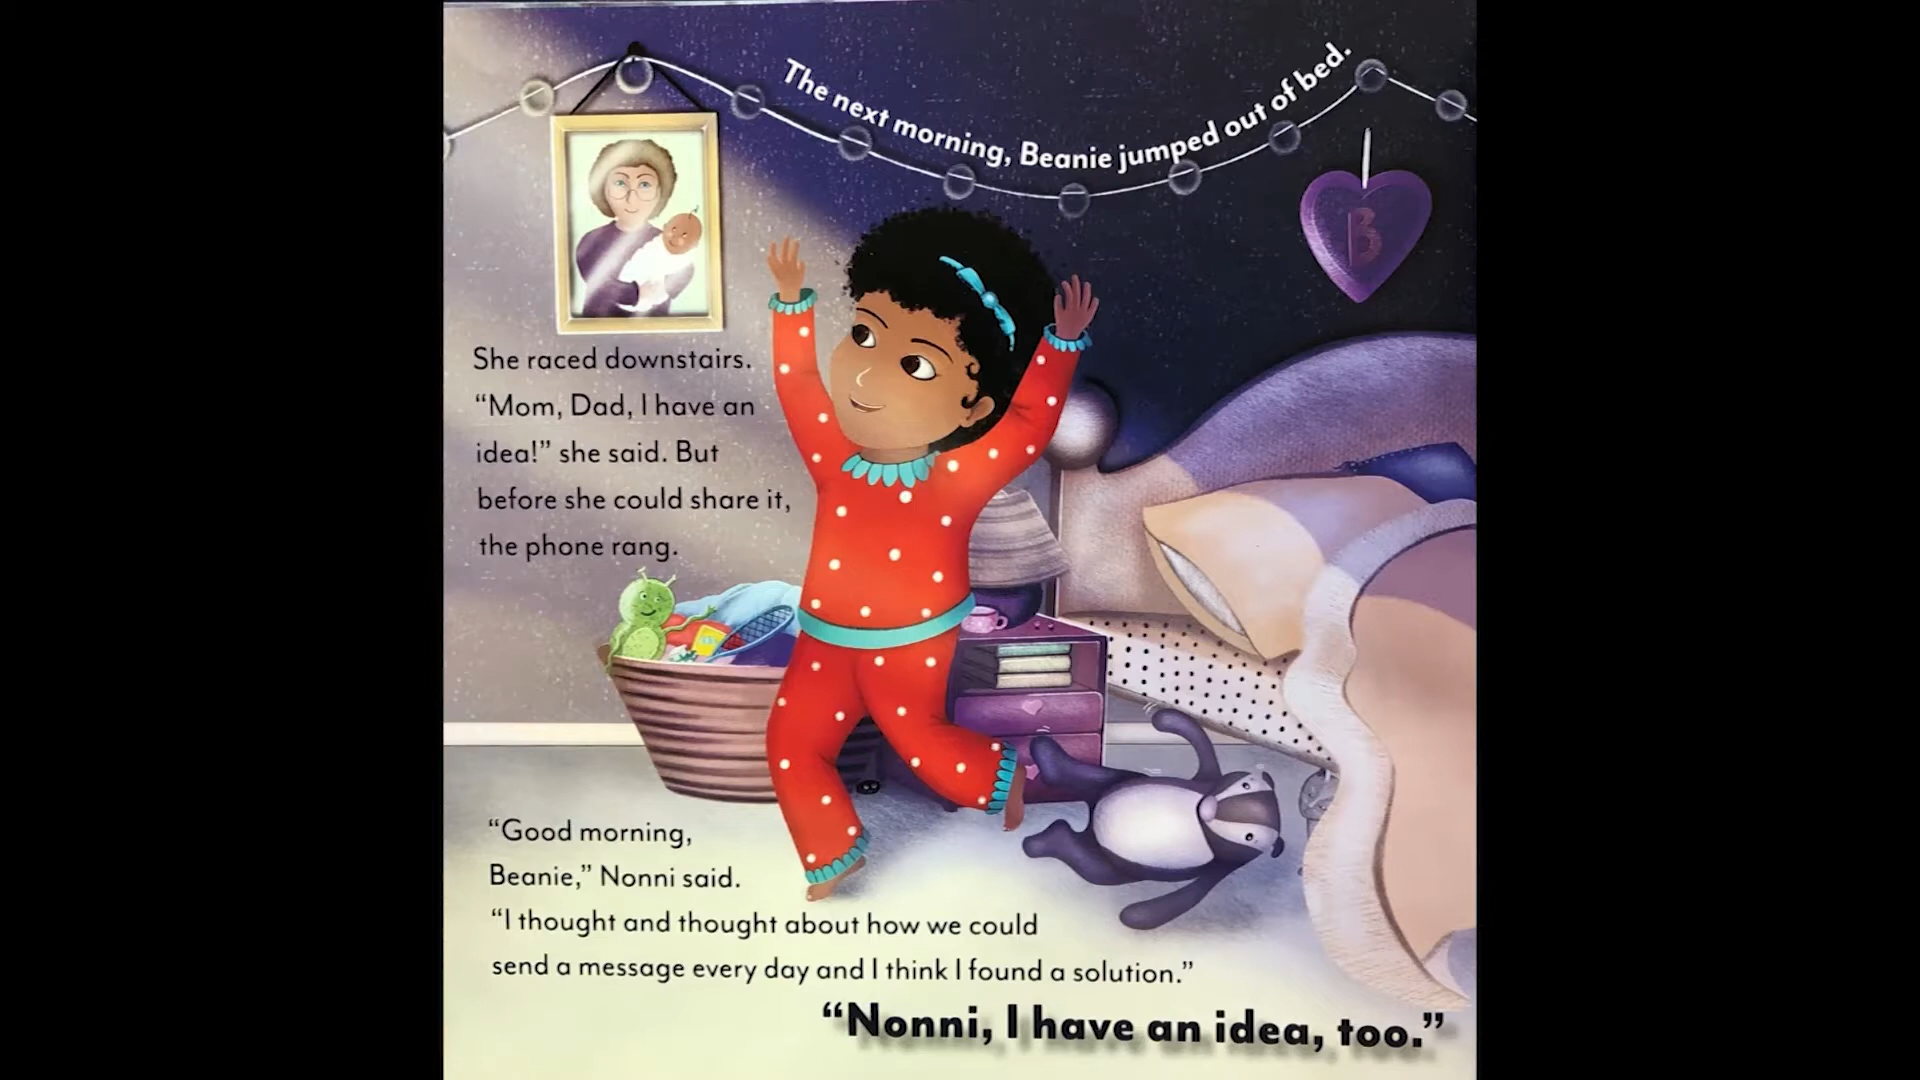 The next morning, Beanie jumped out of bed.
B
She raced downstairs.
“Mom, Dad, I have an
idea!” she said. But
before she could share it,
the phone rang.
“Good morning,
Beanie,” Nonni said.
“I thought and thought about how we could
send a message every day and I think I found a solution.”
“Nonni, I have an idea, too.”